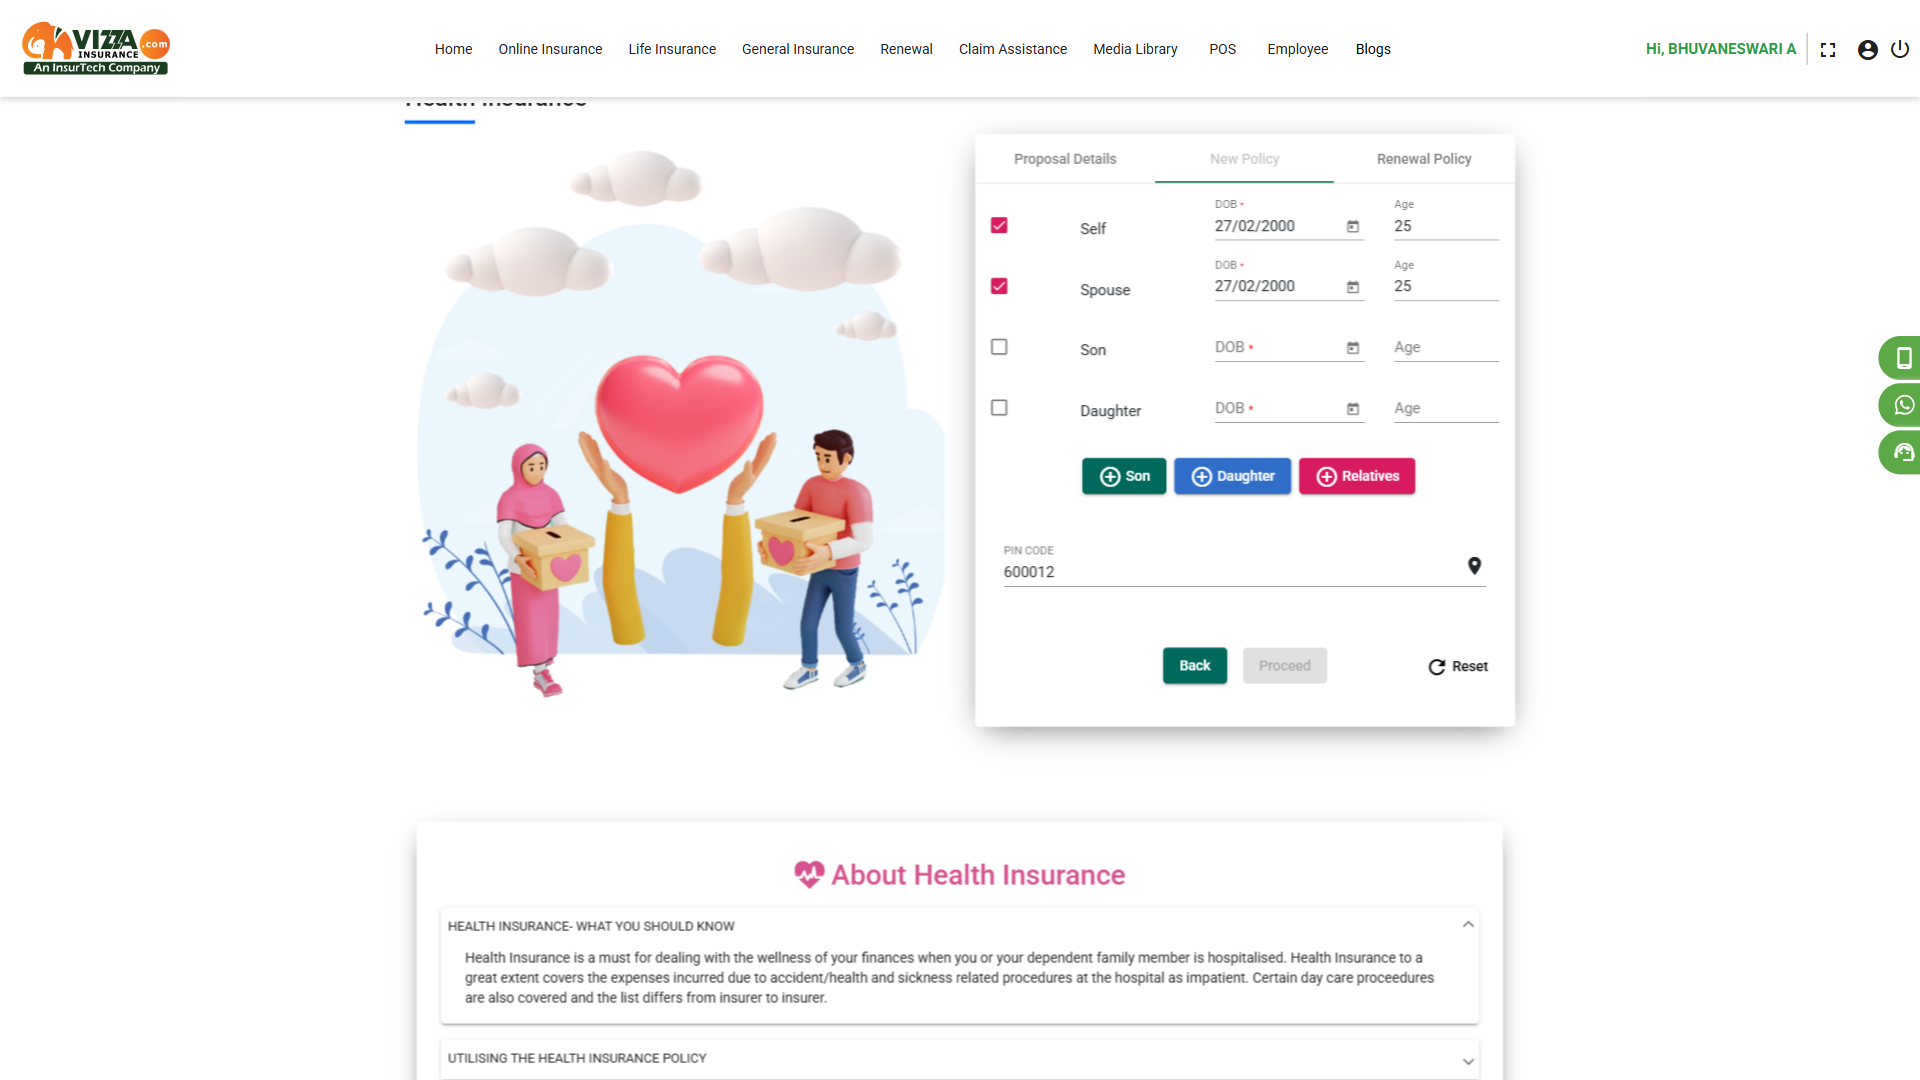 VIZZA
.com
INSURANCE
An InsurTech Company
Home
Online Insurance
Life Insurance
General Insurance
Renewal
Claim Assistance
Media Library
POS
Employee
Blogs
Hi, BHUVANESWARI A
Health Insurance
Proposal Details
New Policy
Renewal Policy
Self
DOB *
27/02/2000
Age
25
Spouse
DOB *
27/02/2000
Age
25
Son
DOB *
Age
Daughter
DOB *
Age
Son
Daughter
Relatives
PIN CODE
600012
Back
Proceed
Reset
About Health Insurance
HEALTH INSURANCE- WHAT YOU SHOULD KNOW
Health Insurance is a must for dealing with the wellness of your finances when you or your dependent family member is hospitalised. Health Insurance to a
great extent covers the expenses incurred due to accident/health and sickness related procedures at the hospital as impatient. Certain day care proceedures
are also covered and the list differs from insurer to insurer.
UTILISING THE HEALTH INSURANCE POLICY